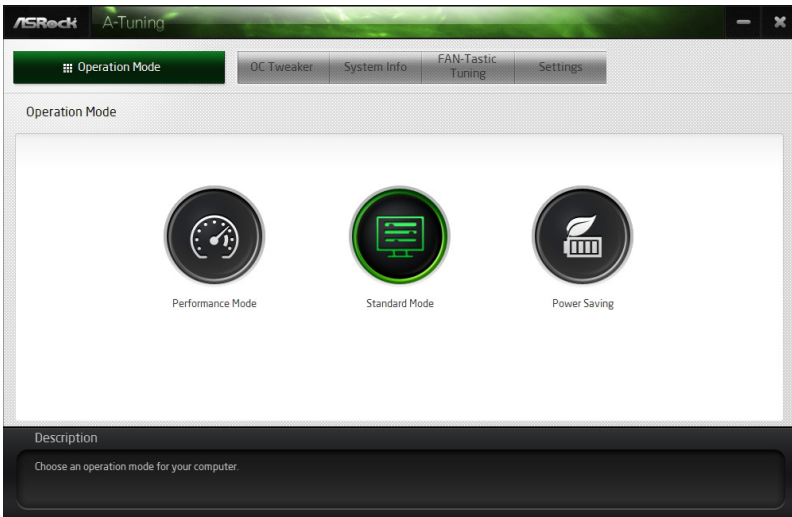 ASRock A-Tuning
Operation Mode OC Tweaker System Info FAN-Tastic Tuning Settings
Operation Mode
Performance Mode Standard Mode Power Saving
Description
Choose an operation mode for your computer.